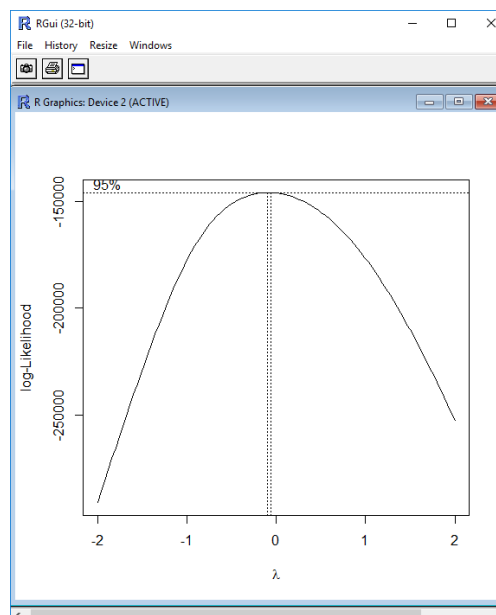 RGui (32-bit)
File History Resize Windows
R Graphics: Device 2 (ACTIVE)
95%
-150000
-200000
-250000
log-Likelihood
-2 -1 0 1 2
λ